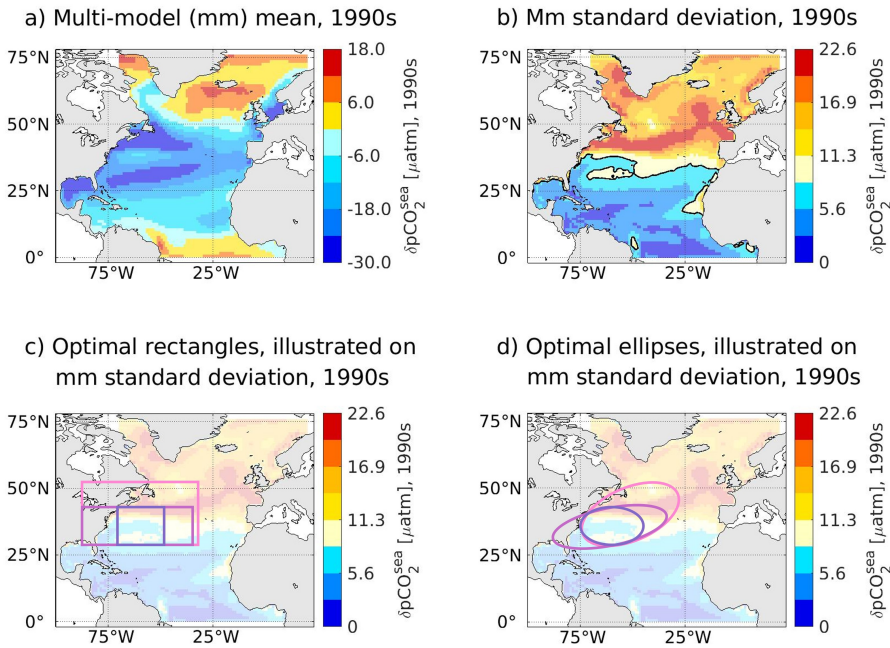 a) Multi-model (mm) mean, 1990s
75°N
50°N
25°N
0°
75°W
25°W
18.0
6.0
-6.0
-18.0
-30.0
δpCO₂ˢᵉᵃ [µatm], 1990s
b) Mm standard deviation, 1990s
75°N
50°N
25°N
0°
75°W
25°W
22.6
16.9
11.3
5.6
0
δpCO₂ˢᵉᵃ [µatm], 1990s
c) Optimal rectangles, illustrated on
mm standard deviation, 1990s
75°N
50°N
25°N
0°
75°W
25°W
22.6
16.9
11.3
5.6
0
δpCO₂ˢᵉᵃ [µatm], 1990s
d) Optimal ellipses, illustrated on
mm standard deviation, 1990s
75°N
50°N
25°N
0°
75°W
25°W
22.6
16.9
11.3
5.6
0
δpCO₂ˢᵉᵃ [µatm], 1990s